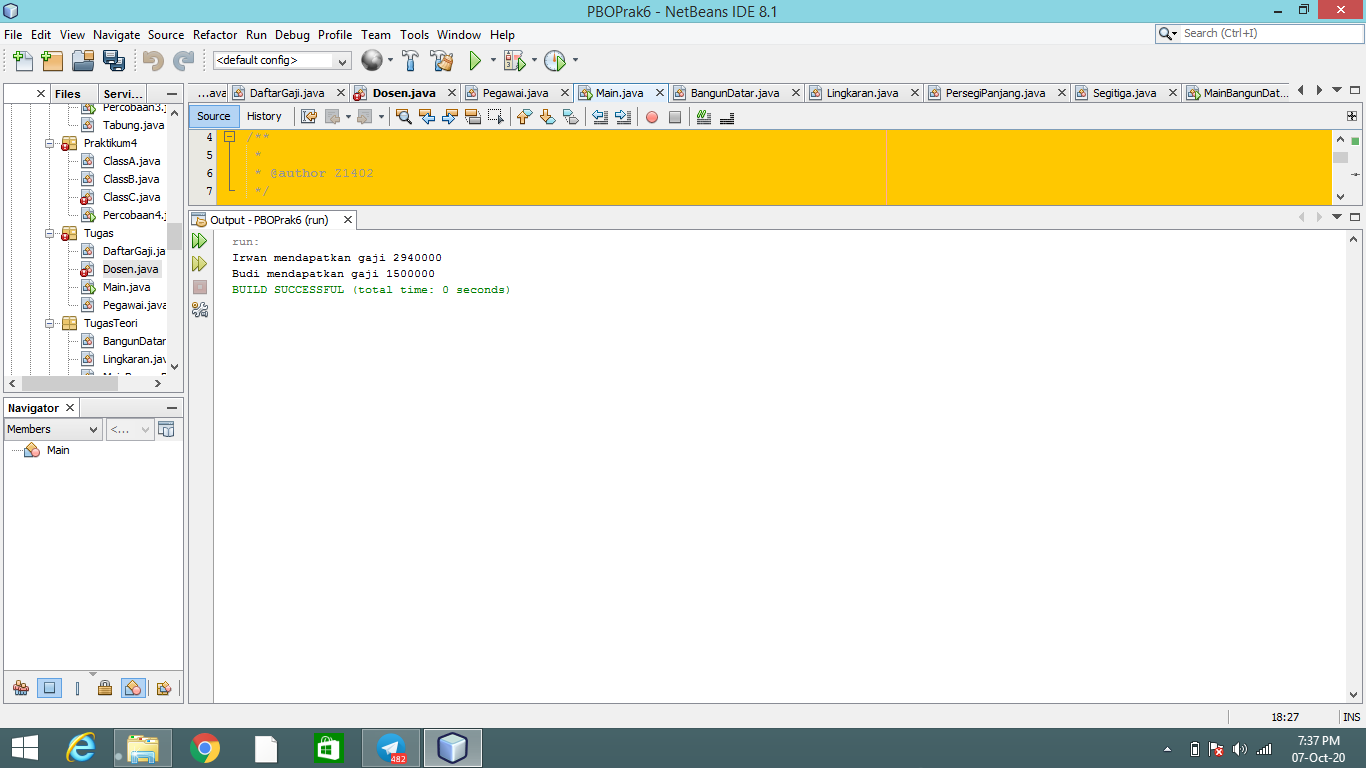 PBOPrak6 - NetBeans IDE 8.1
File Edit View Navigate Source Refactor Run Debug Profile Team Tools Window Help
Search (Ctrl+I)
<default config>
Files Servi...
Percobaan3.j
Tabung.java
Praktikum4
ClassA.java
ClassB.java
ClassC.java
Percobaan4.j
Tugas
DaftarGaji.ja
Dosen.java
Main.java
Pegawai.java
TugasTeori
BangunDatar
Lingkaran.jav
Navigator
Members <...
Main
...ava DaftarGaji.java Dosen.java Pegawai.java Main.java BangunDatar.java Lingkaran.java PersegiPanjang.java Segitiga.java MainBangunDat...
Source History
4 /**
5 *
6 * @author Z1402
7 */
Output - PBOPrak6 (run)
run:
Irwan mendapatkan gaji 2940000
Budi mendapatkan gaji 1500000
BUILD SUCCESSFUL (total time: 0 seconds)
18:27 INS
482
7:37 PM
07-Oct-20